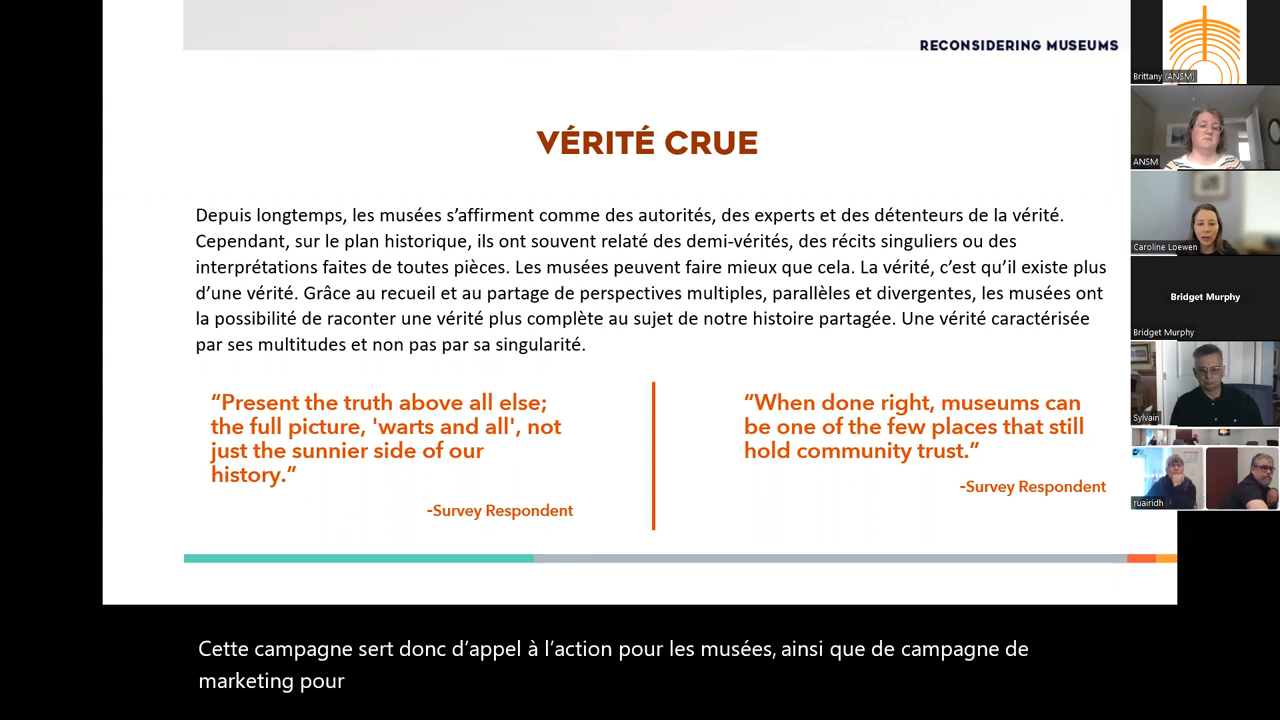 RECONSIDERING MUSEUMS
VÉRITÉ CRUE
Depuis longtemps, les musées s’affirment comme des autorités, des experts et des détenteurs de la vérité.
Cependant, sur le plan historique, ils ont souvent relaté des demi-vérités, des récits singuliers ou des
interprétations faites de toutes pièces. Les musées peuvent faire mieux que cela. La vérité, c’est qu’il existe plus
d’une vérité. Grâce au recueil et au partage de perspectives multiples, parallèles et divergentes, les musées ont
la possibilité de raconter une vérité plus complète au sujet de notre histoire partagée. Une vérité caractérisée
par ses multitudes et non pas par sa singularité.
“Present the truth above all else;
the full picture, 'warts and all', not
just the sunnier side of our
history.”
-Survey Respondent
“When done right, museums can
be one of the few places that still
hold community trust.”
-Survey Respondent
Brittany (ANSM)
ANSM
Caroline Loewen
Bridget Murphy
Bridget Murphy
Sylvain
ruairidh
Cette campagne sert donc d’appel à l’action pour les musées, ainsi que de campagne de
marketing pour